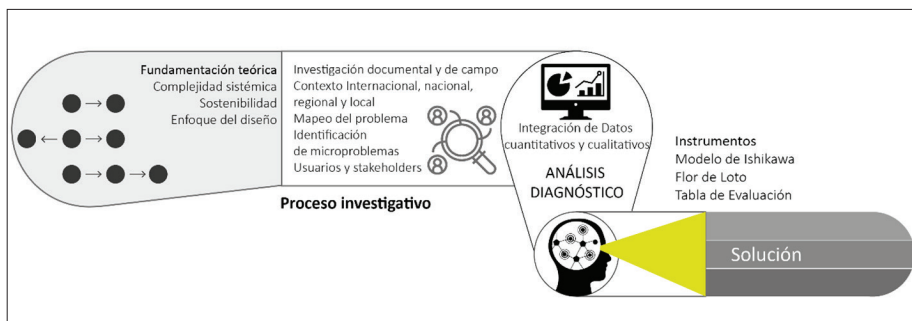 Fundamentación teórica
Complejidad sistémica
Sostenibilidad
Enfoque del diseño
Investigación documental y de campo
Contexto Internacional, nacional,
regional y local
Mapeo del problema
Identificación
de microproblemas
Usuarios y stakeholders
Proceso investigativo
Integración de Datos
cuantitativos y cualitativos
ANÁLISIS
DIAGNÓSTICO
Instrumentos
Modelo de Ishikawa
Flor de Loto
Tabla de Evaluación
Solución